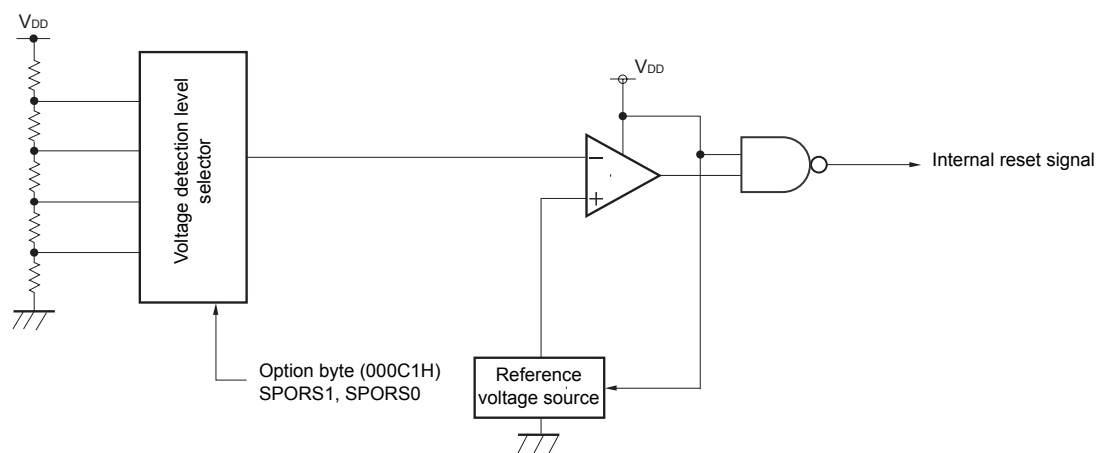 VDD
VDD
Voltage detection level
selector
−
+
Internal reset signal
Option byte (000C1H)
SPORS1, SPORS0
Reference
voltage source